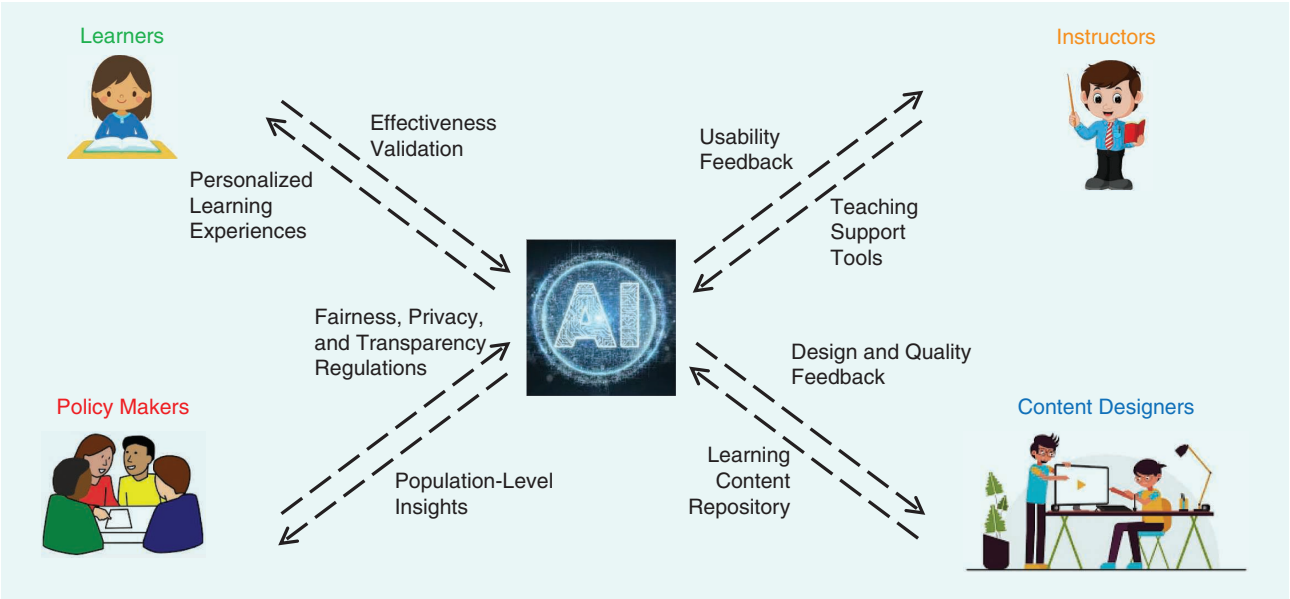 Learners
Instructors
Effectiveness
Validation
Usability
Feedback
Personalized
Learning
Experiences
Teaching
Support
Tools
AI
Fairness, Privacy,
and Transparency
Regulations
Design and Quality
Feedback
Policy Makers
Content Designers
Population-Level
Insights
Learning
Content
Repository